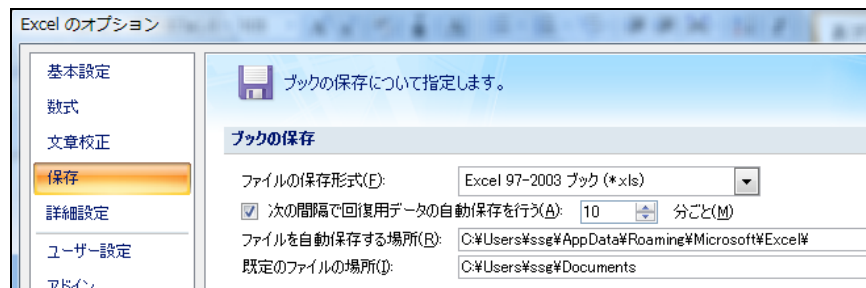 Excel のオプション
基本設定
数式
文章校正
保存
詳細設定
ユーザー設定
アドイン
ブックの保存について指定します。
ブックの保存
ファイルの保存形式(F): Excel 97-2003 ブック (*.xls)
次の間隔で回復用データの自動保存を行う(A): 10 分ごと(M)
ファイルを自動保存する場所(R): C:¥Users¥ssg¥AppData¥Roaming¥Microsoft¥Excel¥
既定のファイルの場所(I): C:¥Users¥ssg¥Documents